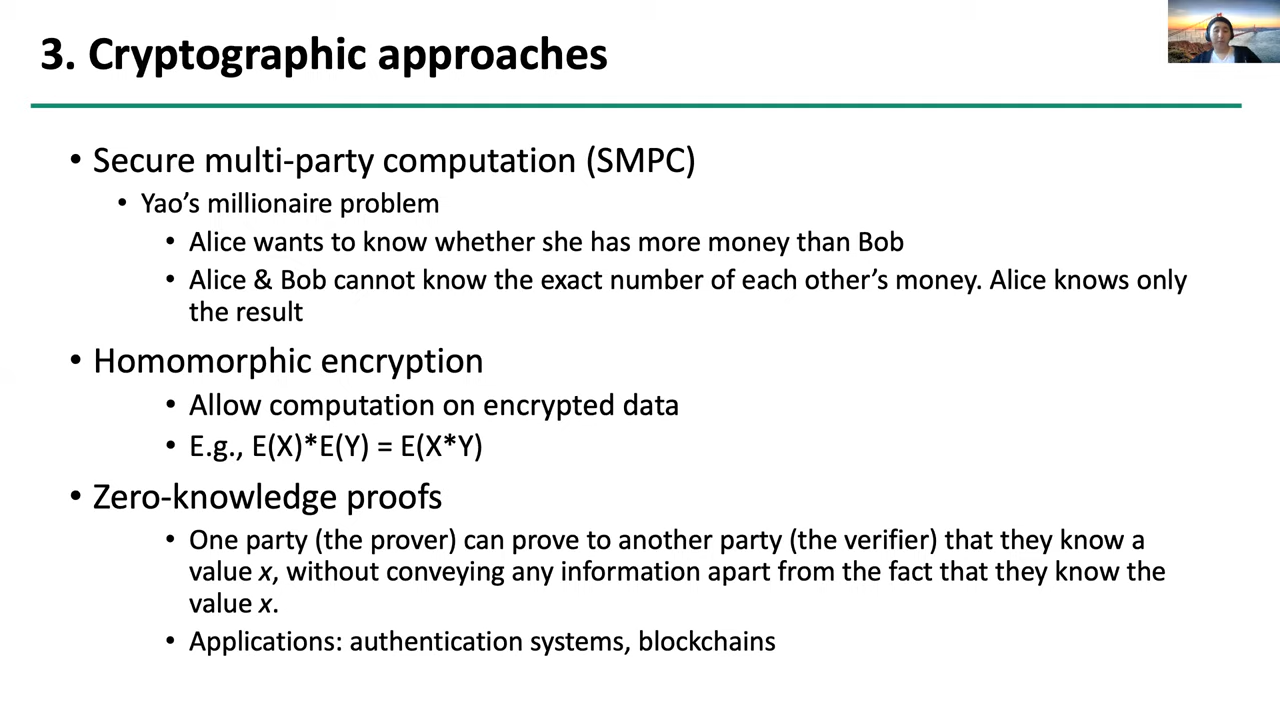 3. Cryptographic approaches
• Secure multi-party computation (SMPC)
• Yao’s millionaire problem
• Alice wants to know whether she has more money than Bob
• Alice & Bob cannot know the exact number of each other’s money. Alice knows only
the result
• Homomorphic encryption
• Allow computation on encrypted data
• E.g., E(X)*E(Y) = E(X*Y)
• Zero-knowledge proofs
• One party (the prover) can prove to another party (the verifier) that they know a
value x, without conveying any information apart from the fact that they know the
value x.
• Applications: authentication systems, blockchains